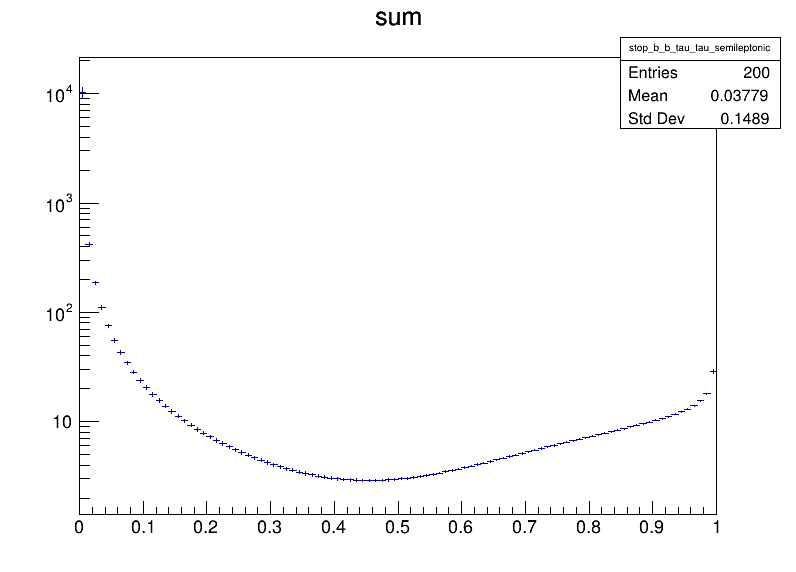 sum
stop_b_b_tau_tau_semileptonic
Entries 200
Mean 0.03779
Std Dev 0.1489
10^4
10^3
10^2
10
0 0.1 0.2 0.3 0.4 0.5 0.6 0.7 0.8 0.9 1